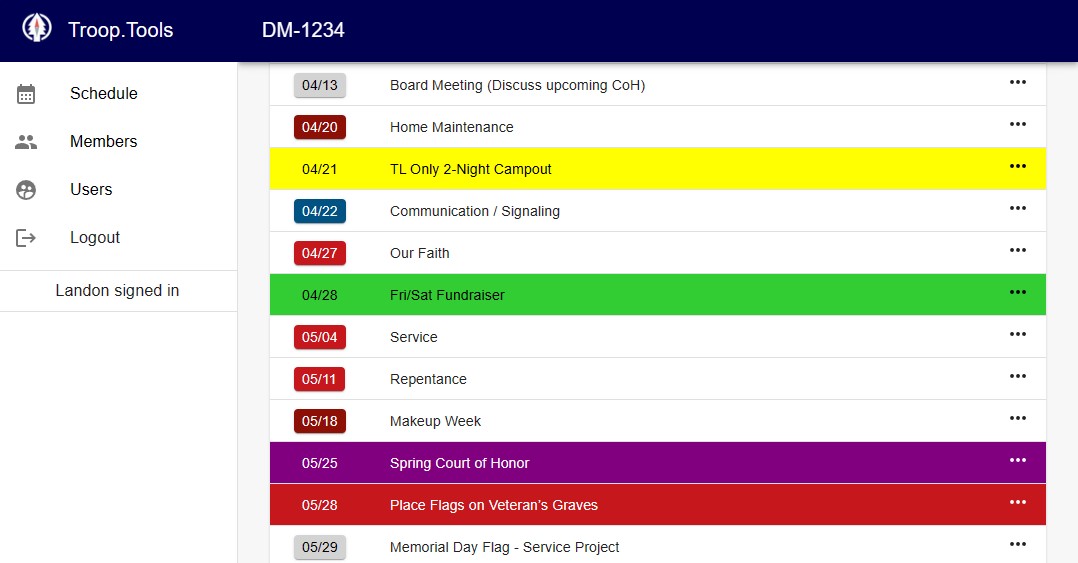 Troop.Tools
DM-1234
Schedule
Members
Users
Logout
Landon signed in
04/13 Board Meeting (Discuss upcoming CoH)
04/20 Home Maintenance
04/21 TL Only 2-Night Campout
04/22 Communication / Signaling
04/27 Our Faith
04/28 Fri/Sat Fundraiser
05/04 Service
05/11 Repentance
05/18 Makeup Week
05/25 Spring Court of Honor
05/28 Place Flags on Veteran's Graves
05/29 Memorial Day Flag - Service Project